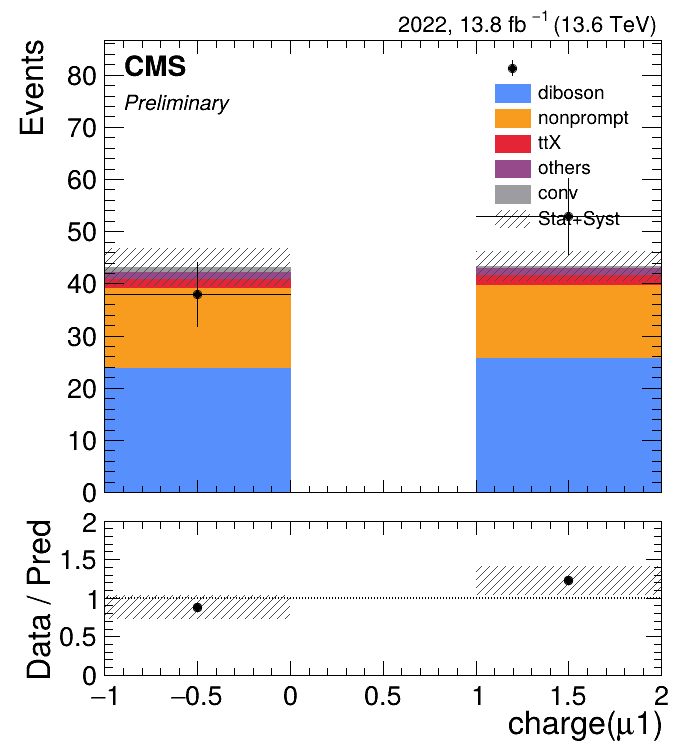 2022, 13.8 fb⁻¹ (13.6 TeV)
CMS
Preliminary
Events
80
70
60
50
40
30
20
10
0
diboson
nonprompt
ttX
others
conv
Stat+Syst
Data / Pred
2
1.5
1
0.5
0
−1 −0.5 0 0.5 1 1.5 2
charge(μ1)